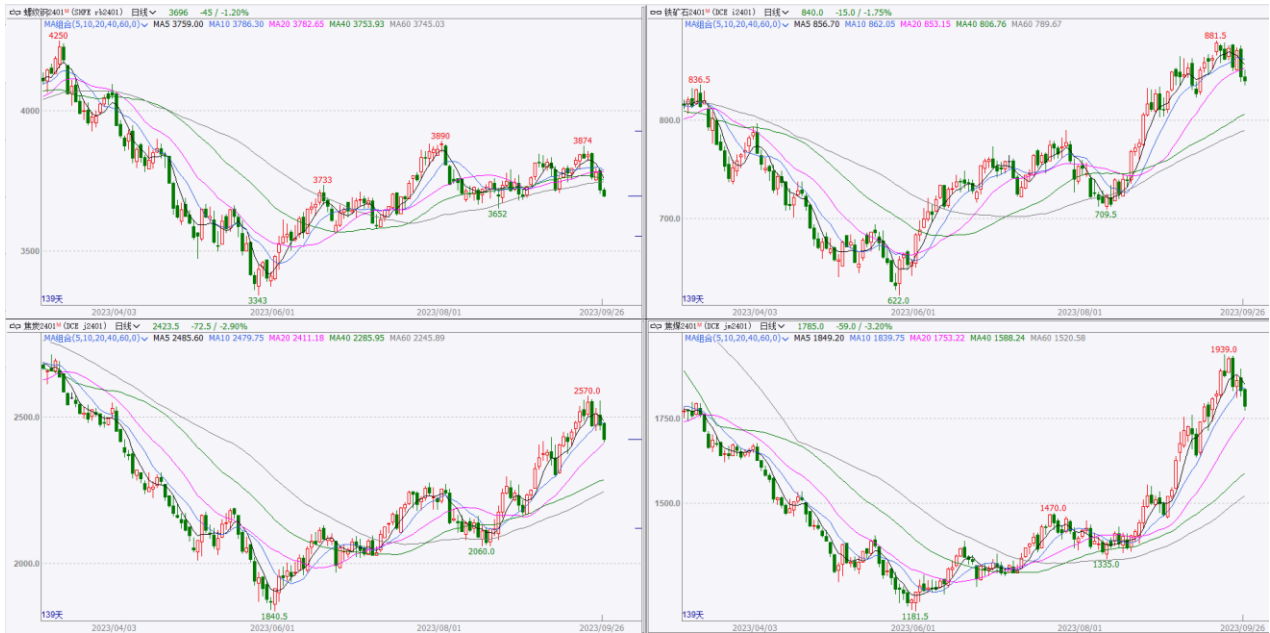 螺纹钢2401M (SHFE rb2401) 日线 3696 -45 / -1.20%
MA组合(5,10,20,40,60,0) MA5 3759.00 MA10 3786.30 MA20 3782.65 MA40 3753.93 MA60 3745.03
4250
4000
3890
3874
3733
3652
3500
3343
139天
2023/04/03 2023/06/01 2023/08/01 2023/09/26
铁矿石2401M (DCE i2401) 日线 840.0 -15.0 / -1.75%
MA组合(5,10,20,40,60,0) MA5 856.70 MA10 862.05 MA20 853.15 MA40 806.76 MA60 789.67
881.5
836.5
800.0
700.0
709.5
622.0
139天
2023/04/03 2023/06/01 2023/08/01 2023/09/26
焦炭2401M (DCE j2401) 日线 2423.5 -72.5 / -2.90%
MA组合(5,10,20,40,60,0) MA5 2485.60 MA10 2479.75 MA20 2411.18 MA40 2285.95 MA60 2245.89
2570.0
2500.0
2060.0
2000.0
1840.5
139天
2023/04/03 2023/06/01 2023/08/01 2023/09/26
焦煤2401M (DCE jm2401) 日线 1785.0 -59.0 / -3.20%
MA组合(5,10,20,40,60,0) MA5 1849.20 MA10 1839.75 MA20 1753.22 MA40 1588.24 MA60 1520.58
1939.0
1750.0
1500.0
1470.0
1335.0
1181.5
139天
2023/04/03 2023/06/01 2023/08/01 2023/09/26